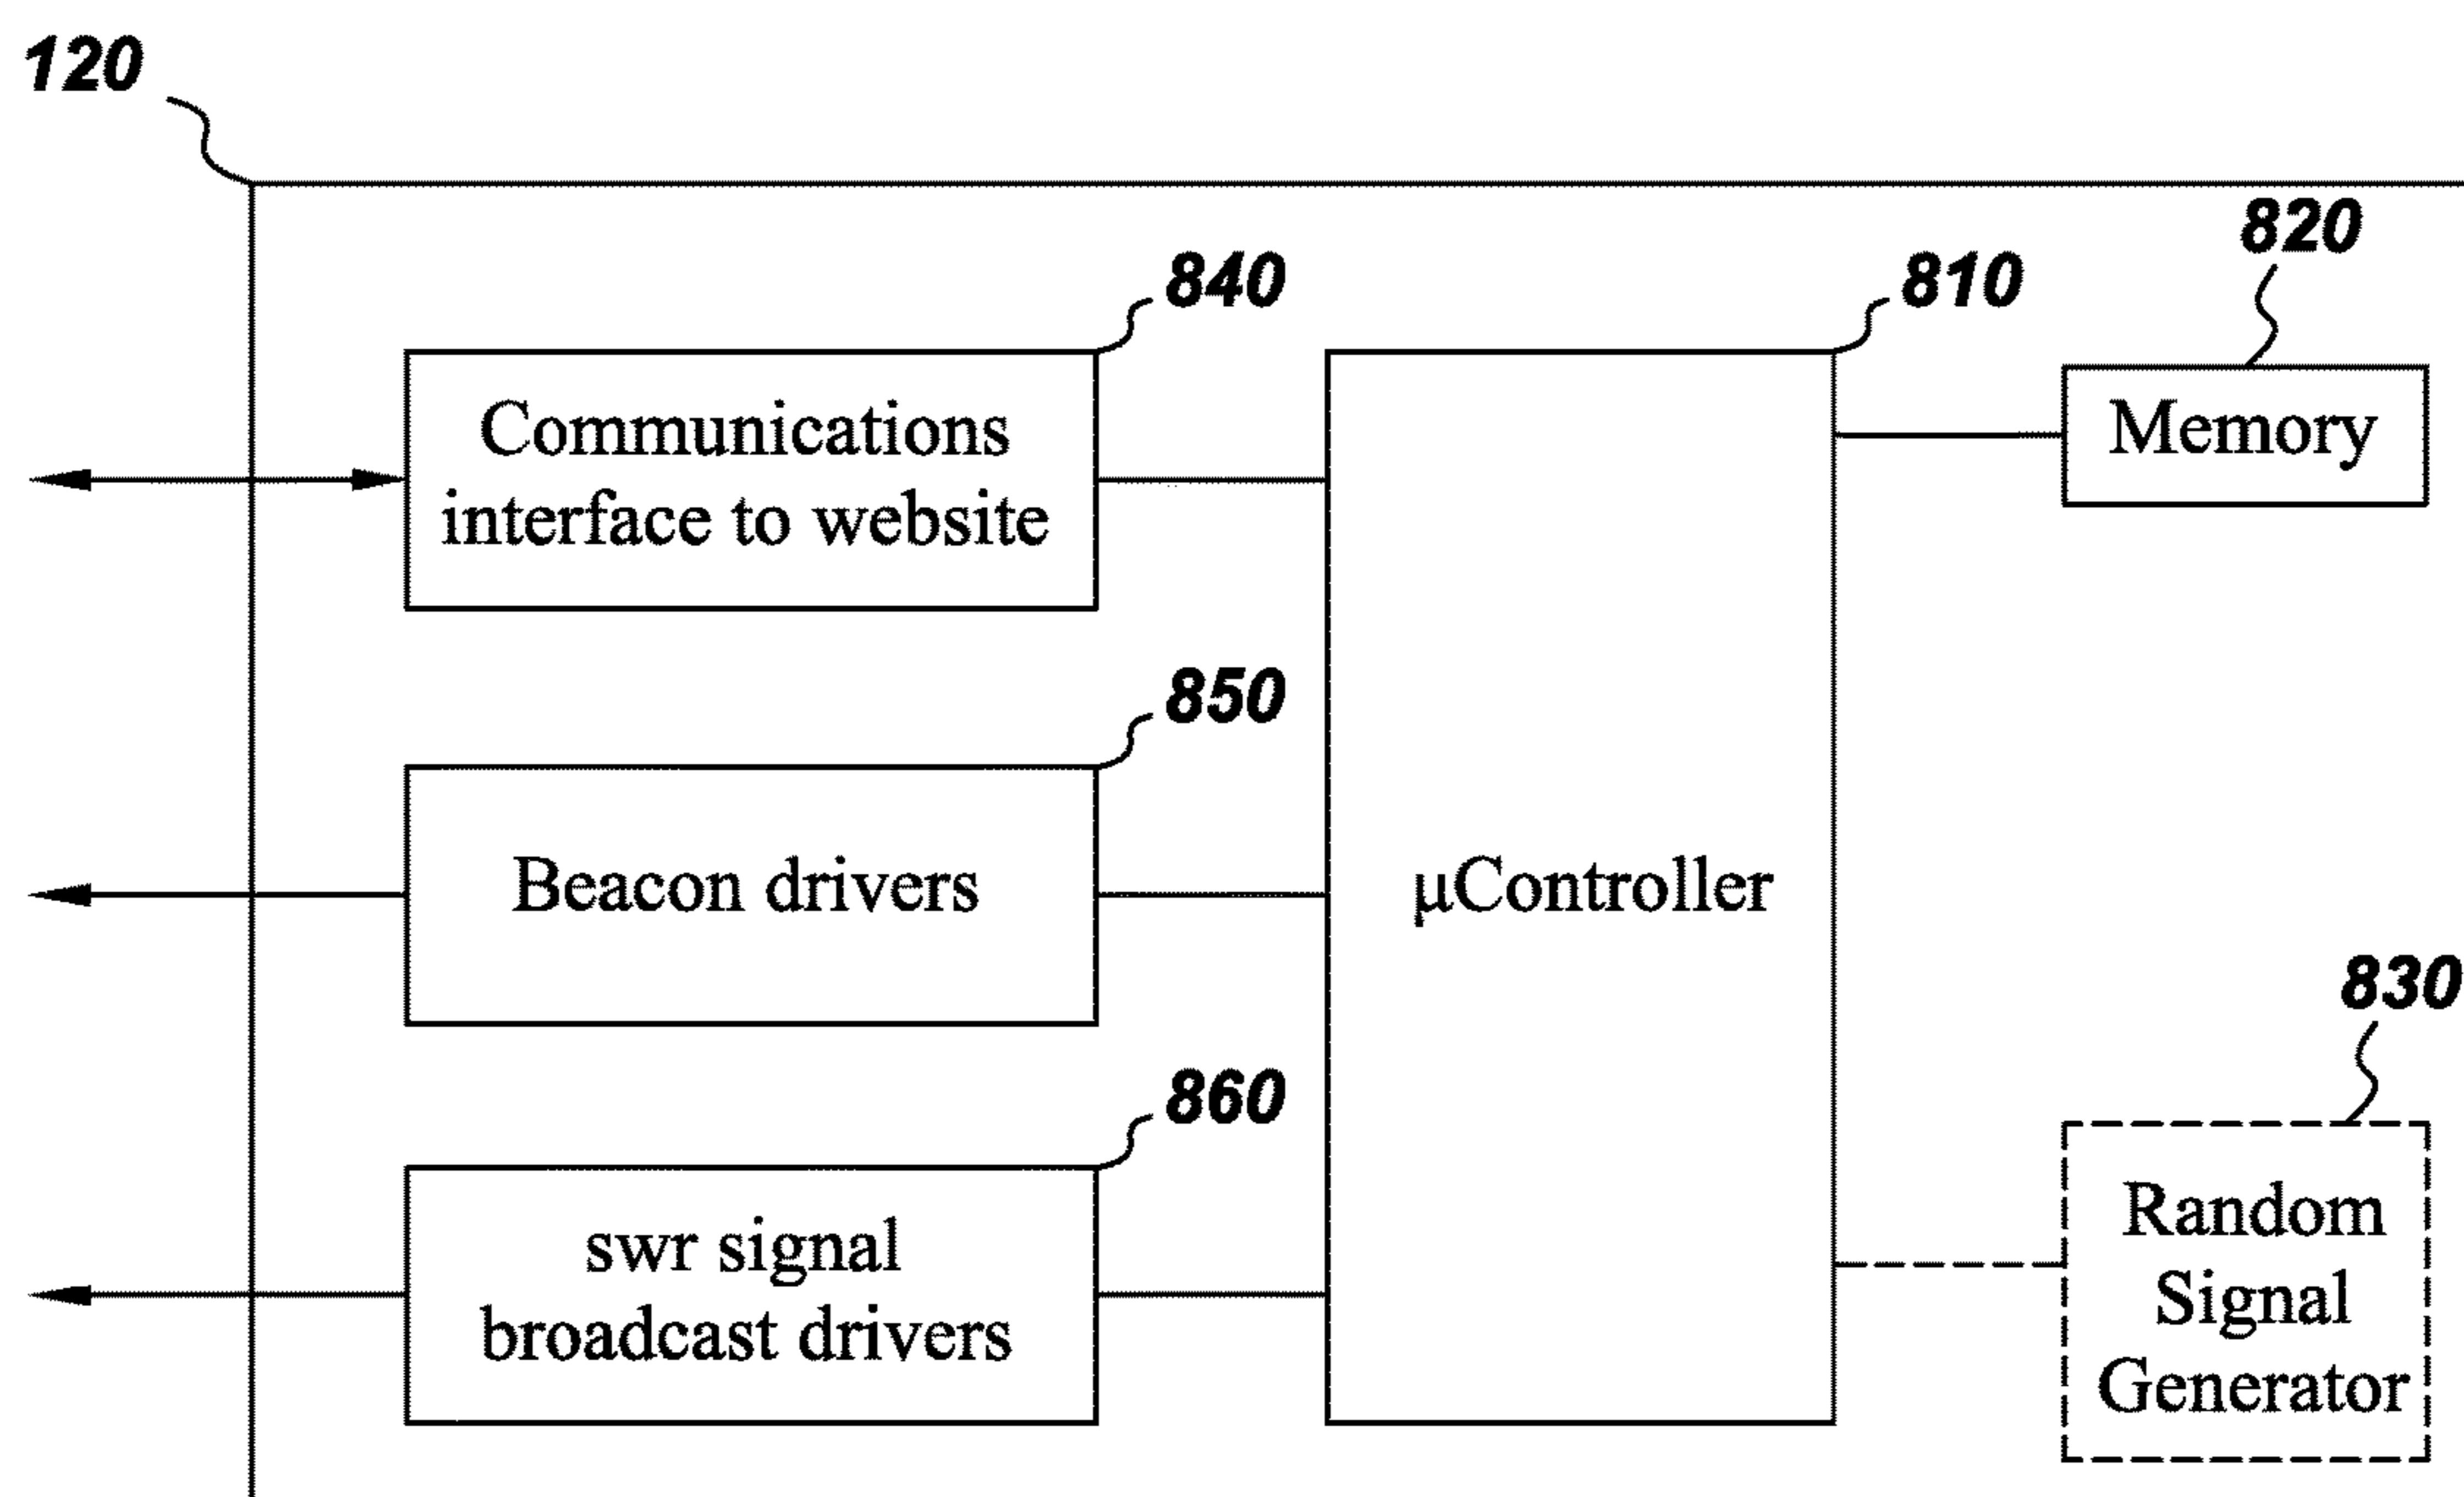 120
820
840
810
Communications
interface to website
Memory
850
Beacon drivers
µController
830
860
swr signal
broadcast drivers
Random
Signal
Generator